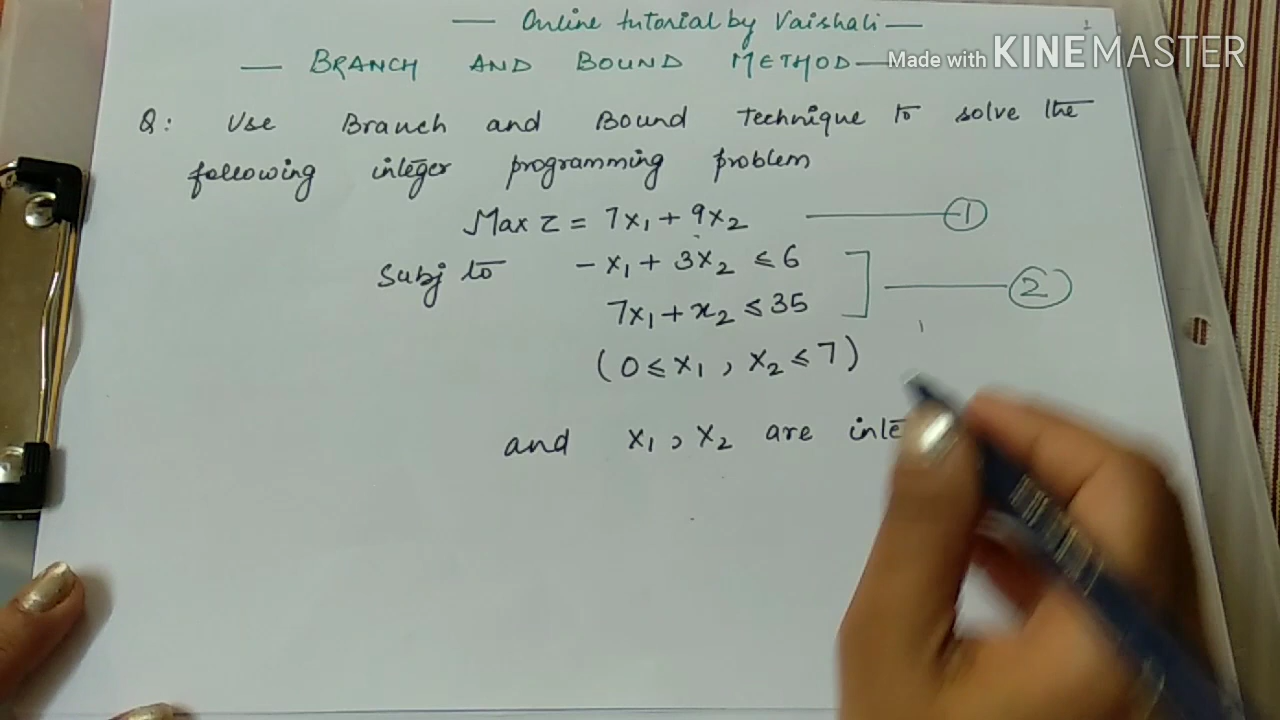 — Online tutorial by Vaishali —
— BRANCH AND BOUND METHOD —
Made with KINEMASTER
Q: Use Branch and Bound Technique to solve the
following integer programming problem
Max Z = 7x₁ + 9x₂ —— ①
Subj to - x₁ + 3x₂ ≤ 6
7x₁ + x₂ ≤ 35 —— ②
(0 ≤ x₁ , x₂ ≤ 7)
and x₁ , x₂ are